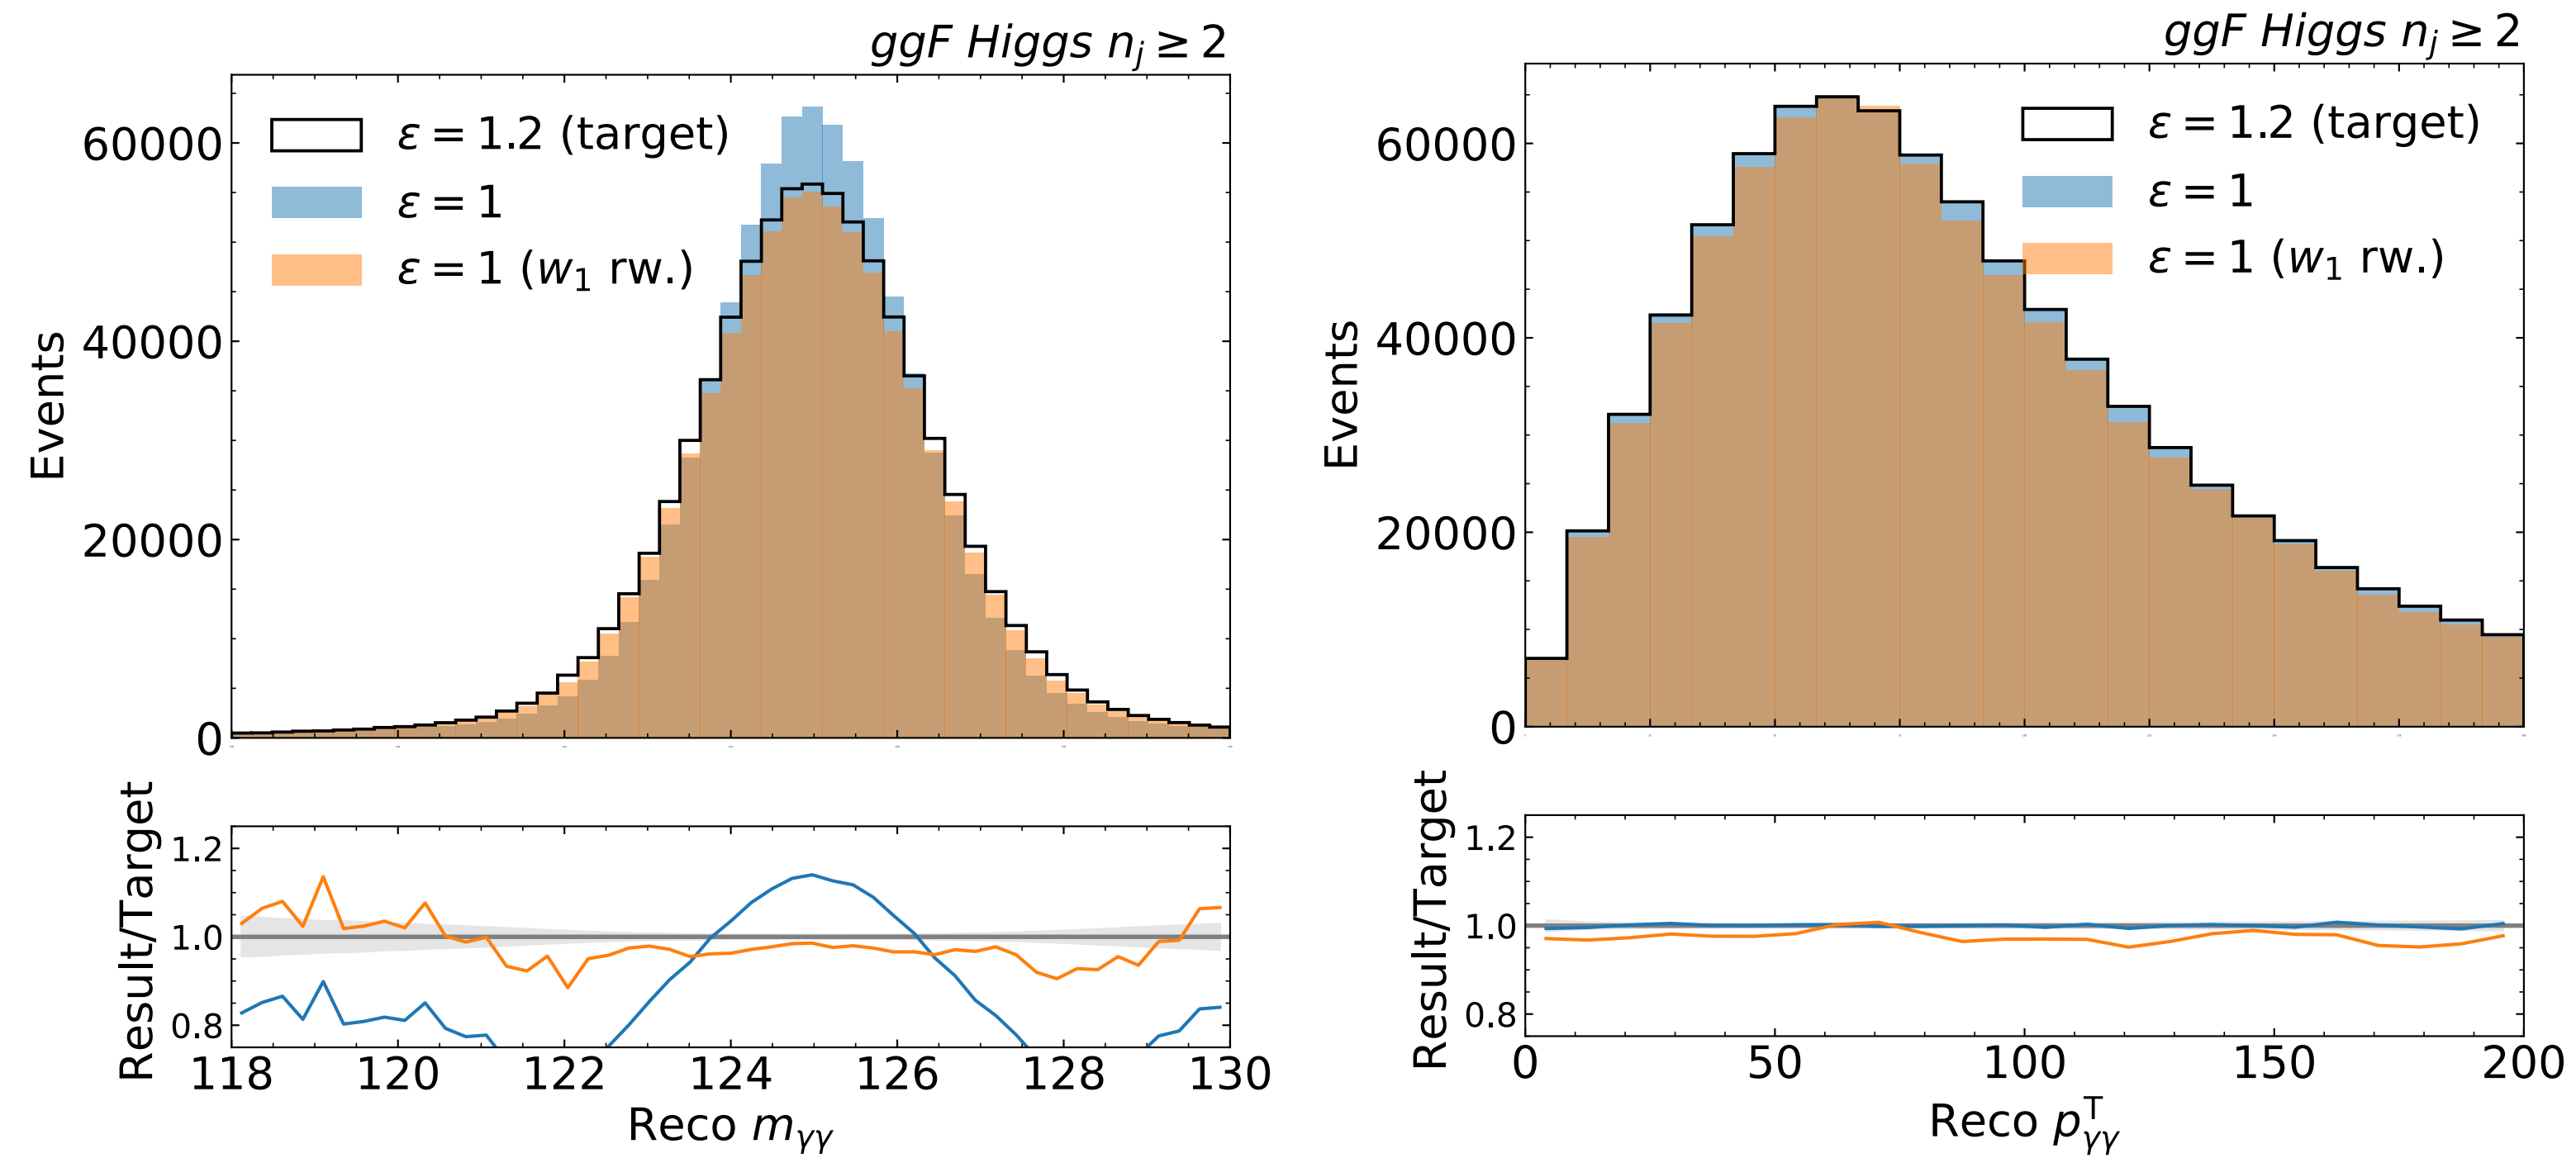 ggF Higgs n_j ≥ 2
ε = 1.2 (target)
ε = 1
ε = 1 (w₁ rw.)
Events
60000
40000
20000
0
Result/Target
1.2
1.0
0.8
118 120 122 124 126 128 130
Reco m_γγ
ggF Higgs n_j ≥ 2
ε = 1.2 (target)
ε = 1
ε = 1 (w₁ rw.)
Events
60000
40000
20000
0
Result/Target
1.2
1.0
0.8
0 50 100 150 200
Reco p^T_γγ